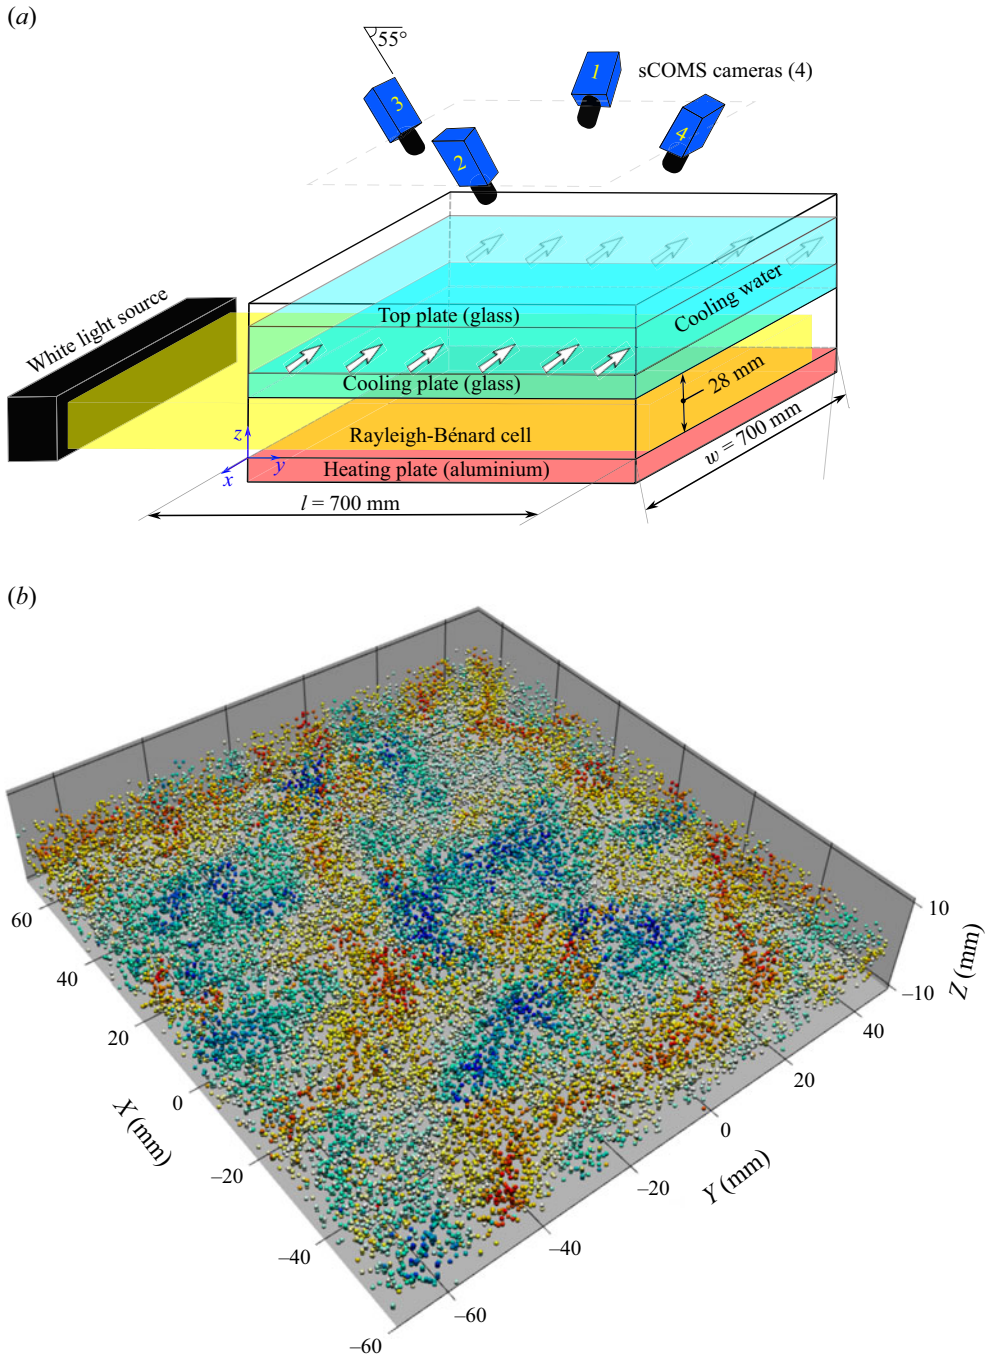 (a)
55°
1
sCOMS cameras (4)
3
4
2
White light source
Top plate (glass)
Cooling water
Cooling plate (glass)
28 mm
Rayleigh-Bénard cell
z
y
x
Heating plate (aluminium)
w = 700 mm
l = 700 mm
(b)
10
–10
Z (mm)
60
40
20
0
–20
–40
–60
X (mm)
40
20
0
–20
–40
–60
Y (mm)